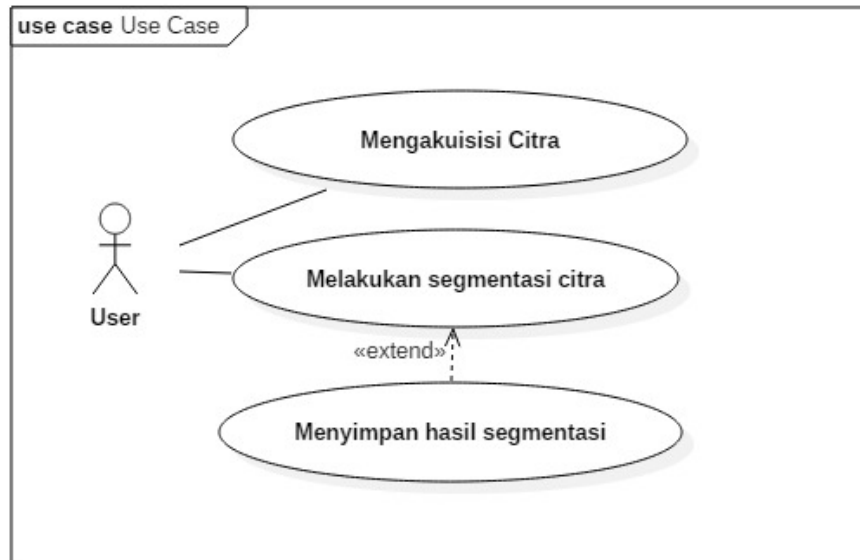 use case Use Case
Mengakuisisi Citra
Melakukan segmentasi citra
User
«extend»
Menyimpan hasil segmentasi